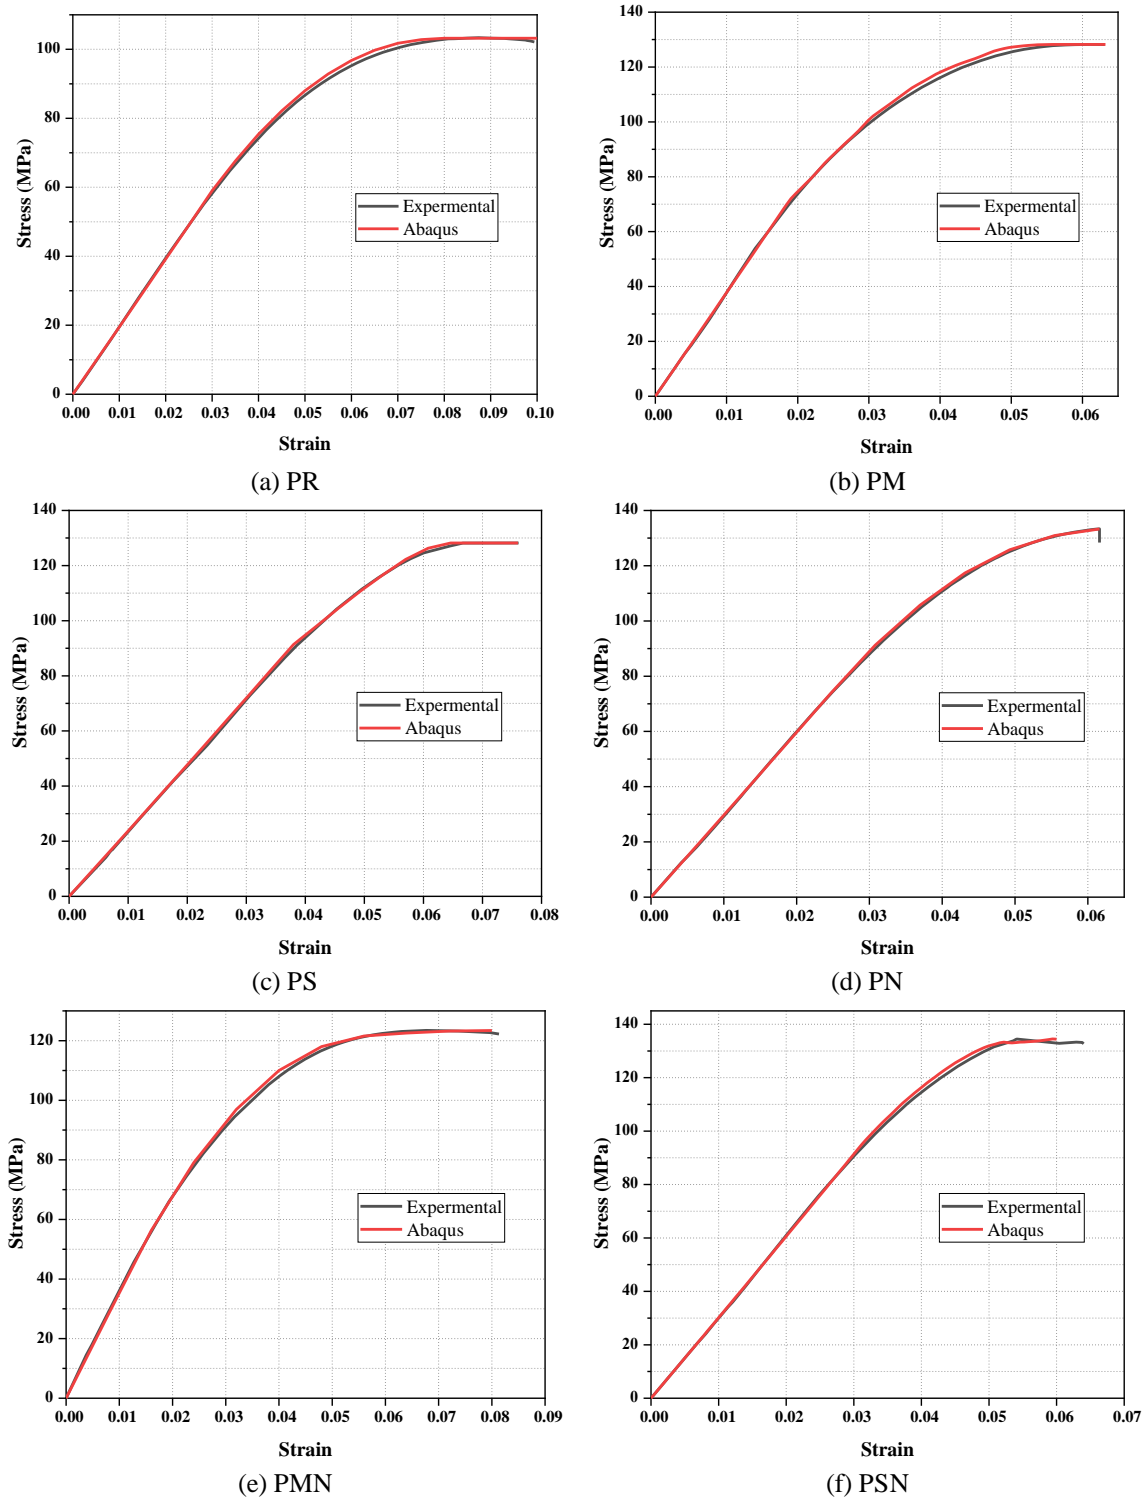 100
80
60
40
20
0
Stress (MPa)
Expermental
Abaqus
0.00 0.01 0.02 0.03 0.04 0.05 0.06 0.07 0.08 0.09 0.10
Strain
(a) PR
140
120
100
80
60
40
20
0
Stress (MPa)
Expermental
Abaqus
0.00 0.01 0.02 0.03 0.04 0.05 0.06
Strain
(b) PM
140
120
100
80
60
40
20
0
Stress (MPa)
Expermental
Abaqus
0.00 0.01 0.02 0.03 0.04 0.05 0.06 0.07 0.08
Strain
(c) PS
140
120
100
80
60
40
20
0
Stress (MPa)
Expermental
Abaqus
0.00 0.01 0.02 0.03 0.04 0.05 0.06
Strain
(d) PN
120
100
80
60
40
20
0
Stress (MPa)
Expermental
Abaqus
0.00 0.01 0.02 0.03 0.04 0.05 0.06 0.07 0.08 0.09
Strain
(e) PMN
140
120
100
80
60
40
20
0
Stress (MPa)
Expermental
Abaqus
0.00 0.01 0.02 0.03 0.04 0.05 0.06 0.07
Strain
(f) PSN